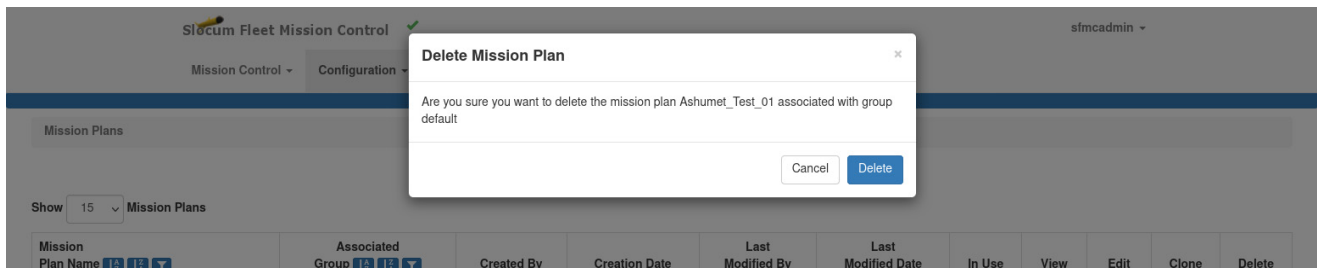 Slocum Fleet Mission Control
sfmcadmin
Mission Control
Configuration
Delete Mission Plan
×
Are you sure you want to delete the mission plan Ashumet_Test_01 associated with group
default
Cancel
Delete
Mission Plans
Show 15 Mission Plans
Mission
Plan Name
Associated
Group
Created By
Creation Date
Last
Modified By
Last
Modified Date
In Use
View
Edit
Clone
Delete